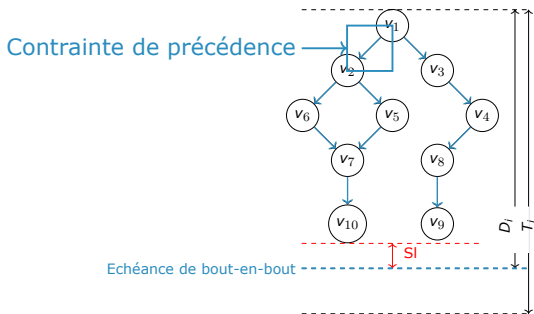 v1
Contrainte de précédence
v2 v3
v6 v5 v4
v7 v8
v10 v9
Di Ti
Sl
Echéance de bout-en-bout